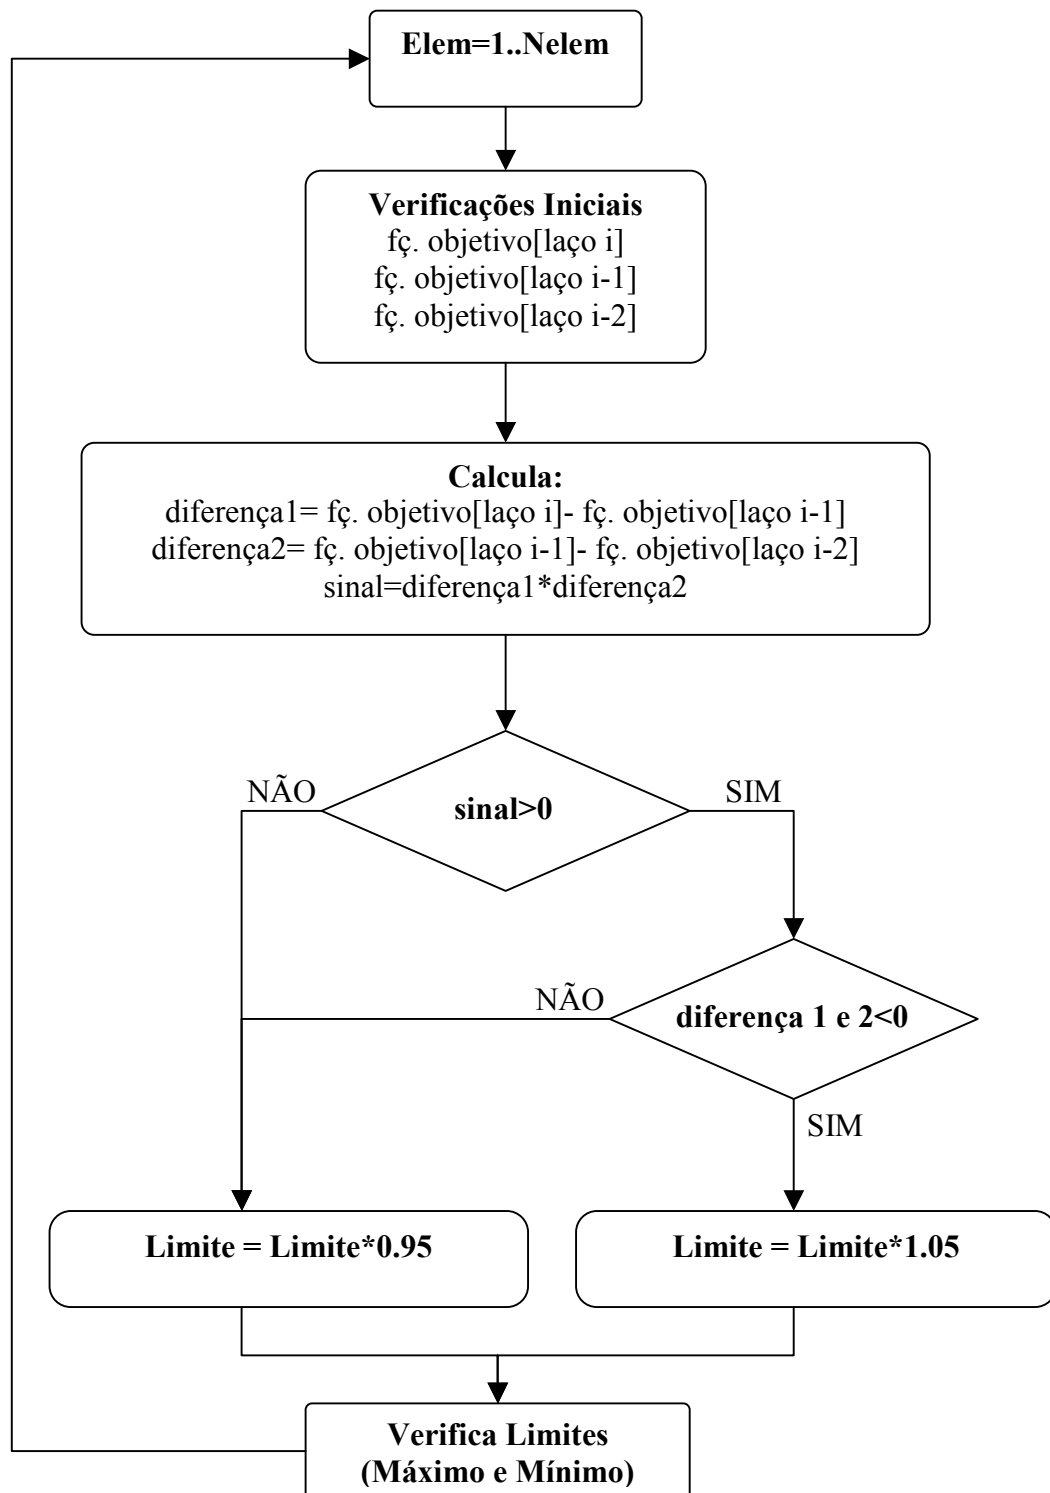 Elem=1..Nelem
Verificações Iniciais
fç. objetivo[laço i]
fç. objetivo[laço i-1]
fç. objetivo[laço i-2]
Calcula:
diferença1= fç. objetivo[laço i]- fç. objetivo[laço i-1]
diferença2= fç. objetivo[laço i-1]- fç. objetivo[laço i-2]
sinal=diferença1*diferença2
NÃO
SIM
sinal>0
NÃO
diferença 1 e 2<0
SIM
Limite = Limite*0.95
Limite = Limite*1.05
Verifica Limites
(Máximo e Mínimo)